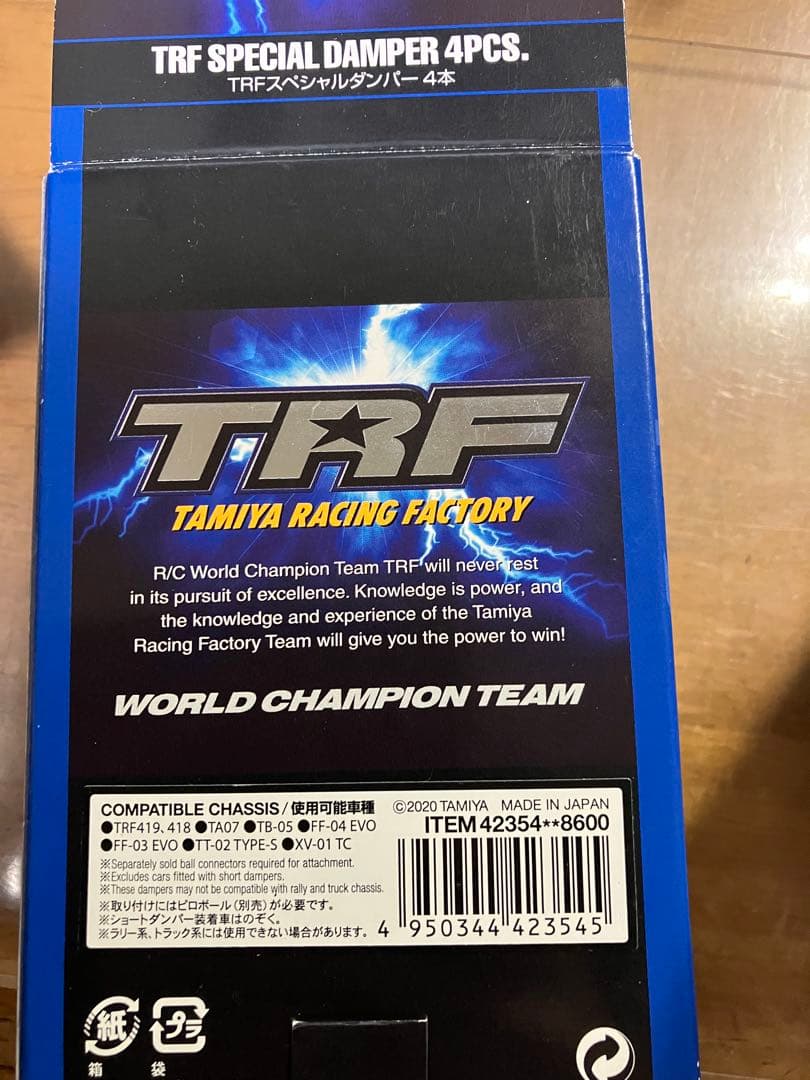 TRF SPECIAL DAMPER 4PCS.
TRFスペシャルダンパー 4本
TRF
TAMIYA RACING FACTORY
R/C World Champion Team TRF will never rest
in its pursuit of excellence. Knowledge is power, and
the knowledge and experience of the Tamiya
Racing Factory Team will give you the power to win!
WORLD CHAMPION TEAM
COMPATIBLE CHASSIS/使用可能車種 ©2020 TAMIYA MADE IN JAPAN
●TRF419、418 ●TA07 ●TB-05 ●FF-04 EVO
ITEM 42354**8600
●FF-03 EVO ●TT-02 TYPE-S ●XV-01 TC
※Separately sold ball connectors required for attachment.
※Excludes cars fitted with short dampers.
※These dampers may not be compatible with rally and truck chassis.
※取り付けにはピロボール(別売)が必要です。
※ショートダンパー装着車はのぞく。
※ラリー系、トラック系には使用できない場合があります。
4 950344 423545
紙 プラ
箱 袋